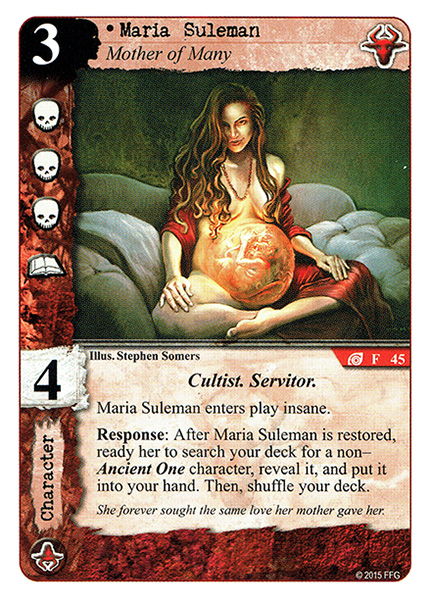 3
• Maria Suleman
Mother of Many
Illus. Stephen Somers
F 45
4
Cultist. Servitor.
Maria Suleman enters play insane.
Response: After Maria Suleman is restored,
ready her to search your deck for a non–
Ancient One character, reveal it, and put it
into your hand. Then, shuffle your deck.
She forever sought the same love her mother gave her.
Character
© 2015 FFG